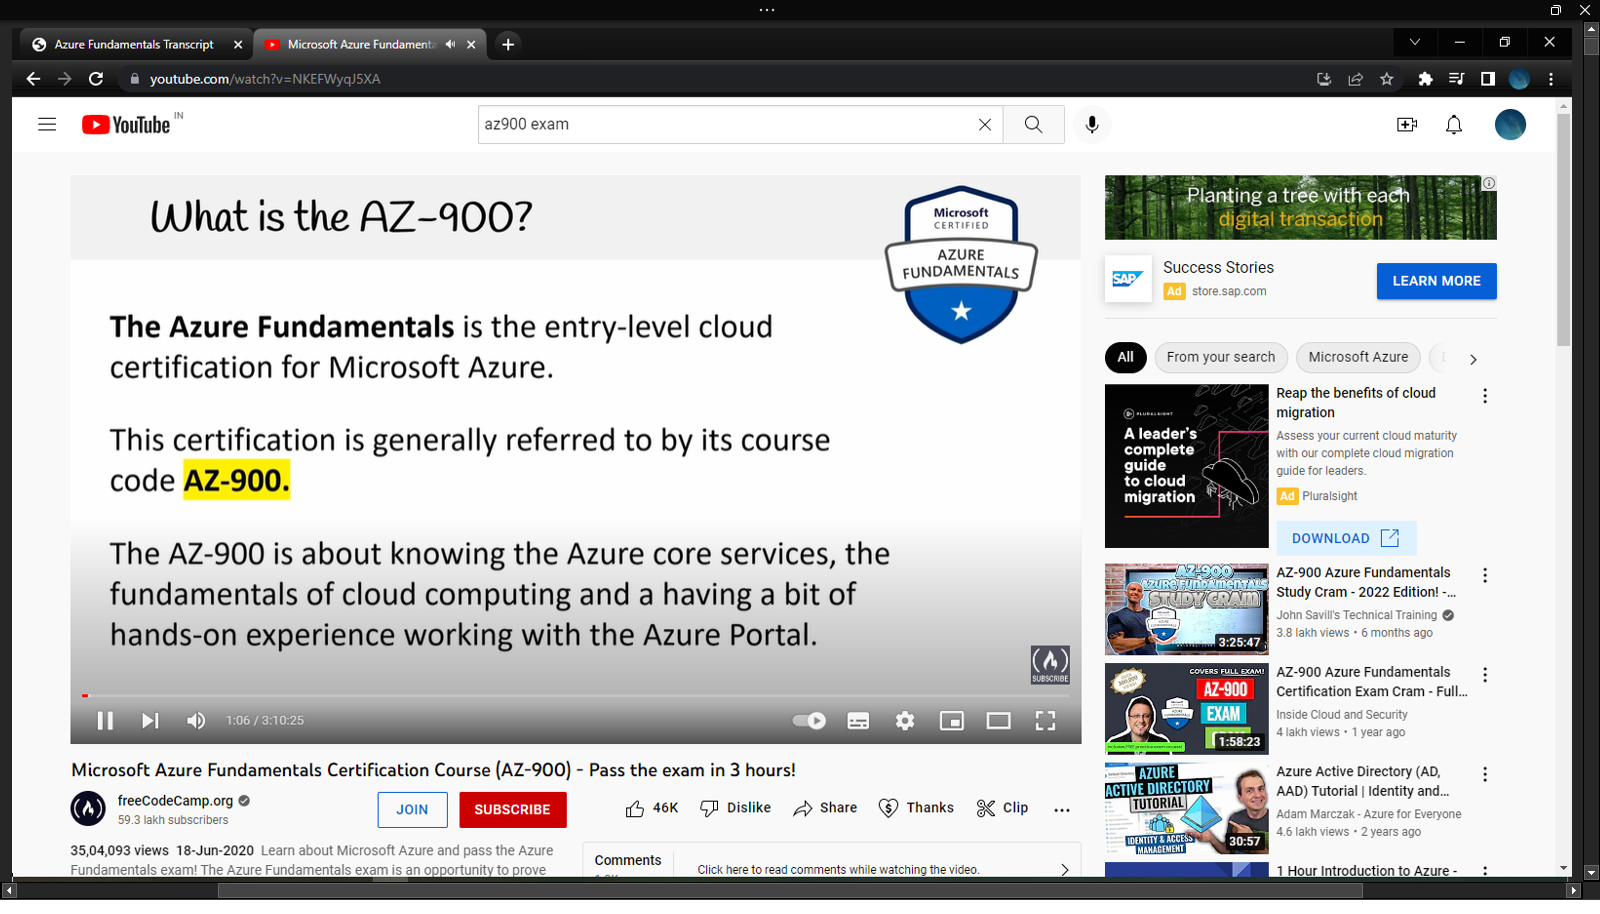 Azure Fundamentals Transcript
Microsoft Azure Fundamenta
youtube.com/watch?v=NKEFWyqJ5XA
YouTube IN
az900 exam
What is the AZ-900?
Microsoft
CERTIFIED
AZURE
FUNDAMENTALS
The Azure Fundamentals is the entry-level cloud
certification for Microsoft Azure.
This certification is generally referred to by its course
code AZ-900.
The AZ-900 is about knowing the Azure core services, the
fundamentals of cloud computing and a having a bit of
hands-on experience working with the Azure Portal.
SUBSCRIBE
1:06 / 3:10:25
Microsoft Azure Fundamentals Certification Course (AZ-900) - Pass the exam in 3 hours!
freeCodeCamp.org
59.3 lakh subscribers
JOIN
SUBSCRIBE
46K
Dislike
Share
Thanks
Clip
35,04,093 views 18-Jun-2020 Learn about Microsoft Azure and pass the Azure
Fundamentals exam! The Azure Fundamentals exam is an opportunity to prove
Comments
Click here to read comments while watching the video.
Planting a tree with each
digital transaction
SAP
Success Stories
Ad store.sap.com
LEARN MORE
All
From your search
Microsoft Azure
PLURALSIGHT
A leader's
complete
guide
to cloud
migration
Reap the benefits of cloud
migration
Assess your current cloud maturity
with our complete cloud migration
guide for leaders.
Ad Pluralsight
DOWNLOAD
AZ-900
AZURE FUNDAMENTALS
STUDY CRAM
3:25:47
AZ-900 Azure Fundamentals
Study Cram - 2022 Edition! -...
John Savill's Technical Training
3.8 lakh views • 6 months ago
COVERS FULL EXAM!
AZ-900
EXAM
1:58:23
AZ-900 Azure Fundamentals
Certification Exam Cram - Full...
Inside Cloud and Security
4 lakh views • 1 year ago
AZURE
ACTIVE DIRECTORY
TUTORIAL
IDENTITY & ACCESS
MANAGEMENT
30:57
Azure Active Directory (AD,
AAD) Tutorial | Identity and...
Adam Marczak - Azure for Everyone
4.6 lakh views • 2 years ago
1 Hour Introduction to Azure -